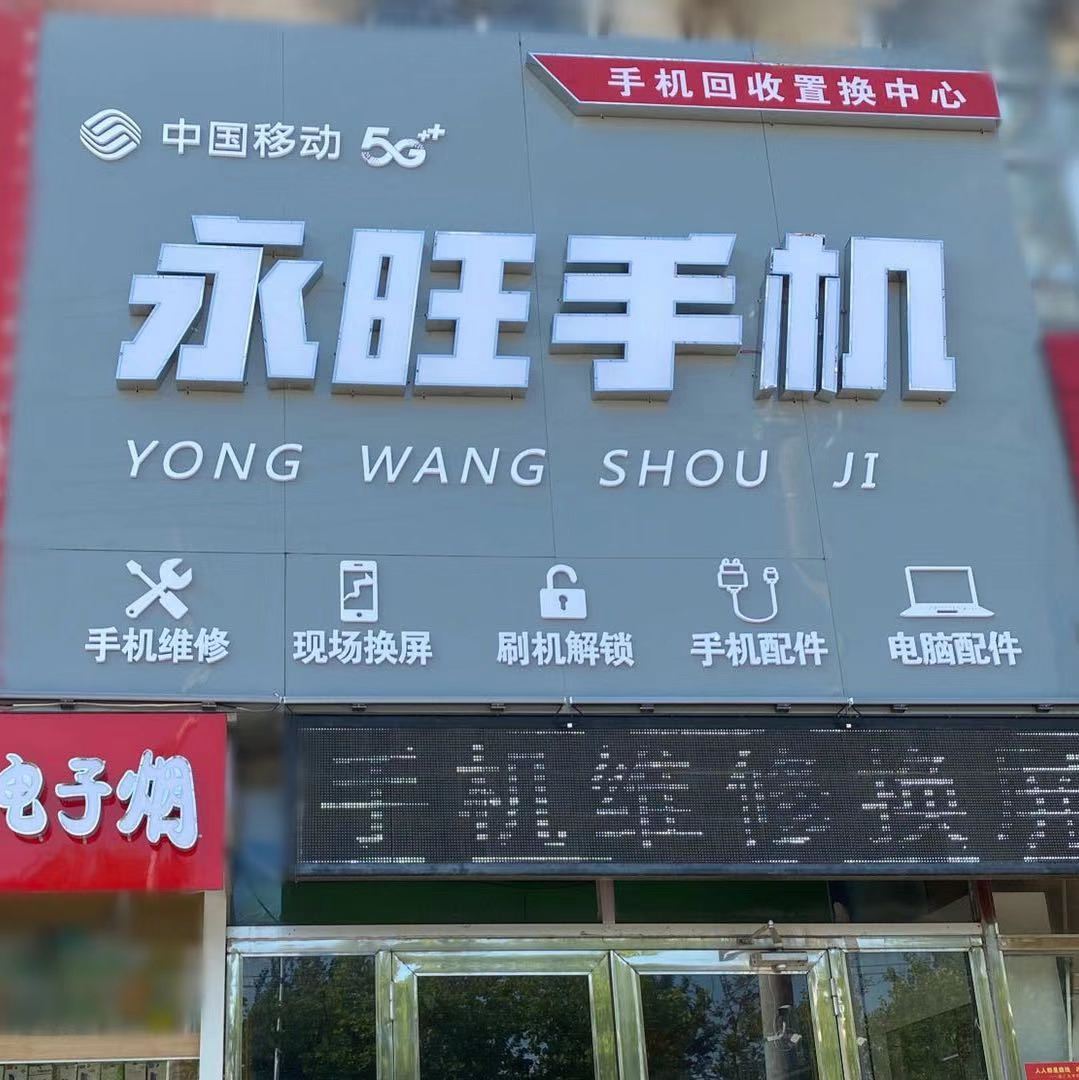 手机回收置换中心
中国移动 5G++
永旺手机
YONG WANG SHOU JI
手机维修 现场换屏 刷机解锁 手机配件 电脑配件
电子烟
手机维修换屏